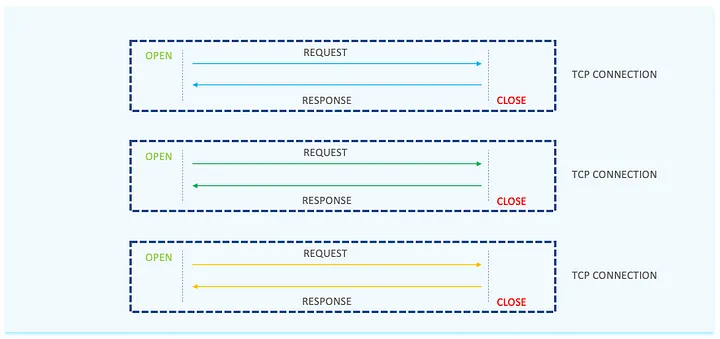 OPEN
REQUEST
RESPONSE
CLOSE
TCP CONNECTION
OPEN
REQUEST
RESPONSE
CLOSE
TCP CONNECTION
OPEN
REQUEST
RESPONSE
CLOSE
TCP CONNECTION